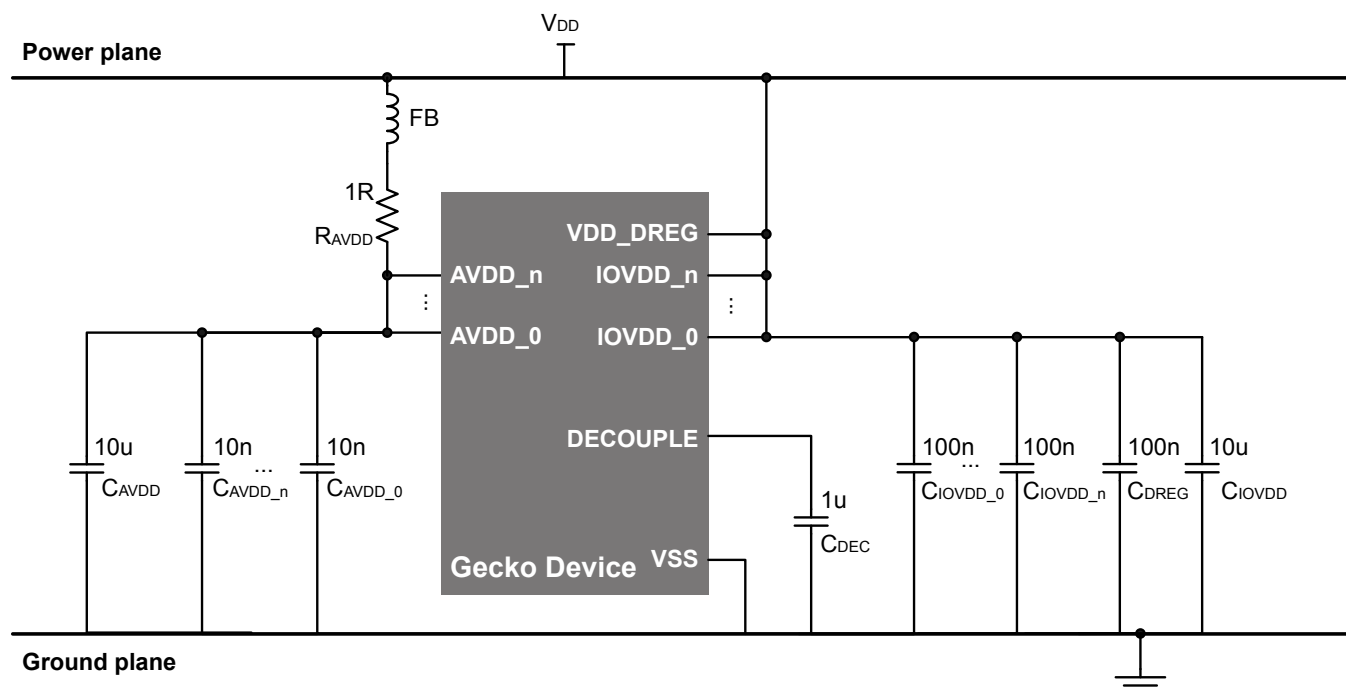 VDD
Power plane
FB
1R
RAVDD
VDD_DREG
AVDD_n
IOVDD_n
...
...
AVDD_0
IOVDD_0
DECOUPLE
10u
10n
10n
...
CAVDD
CAVDD_n
CAVDD_0
100n
100n
100n
10u
...
CIOVDD_0
CIOVDD_n
CDREG
CIOVDD
1u
CDEC
VSS
Gecko Device
Ground plane